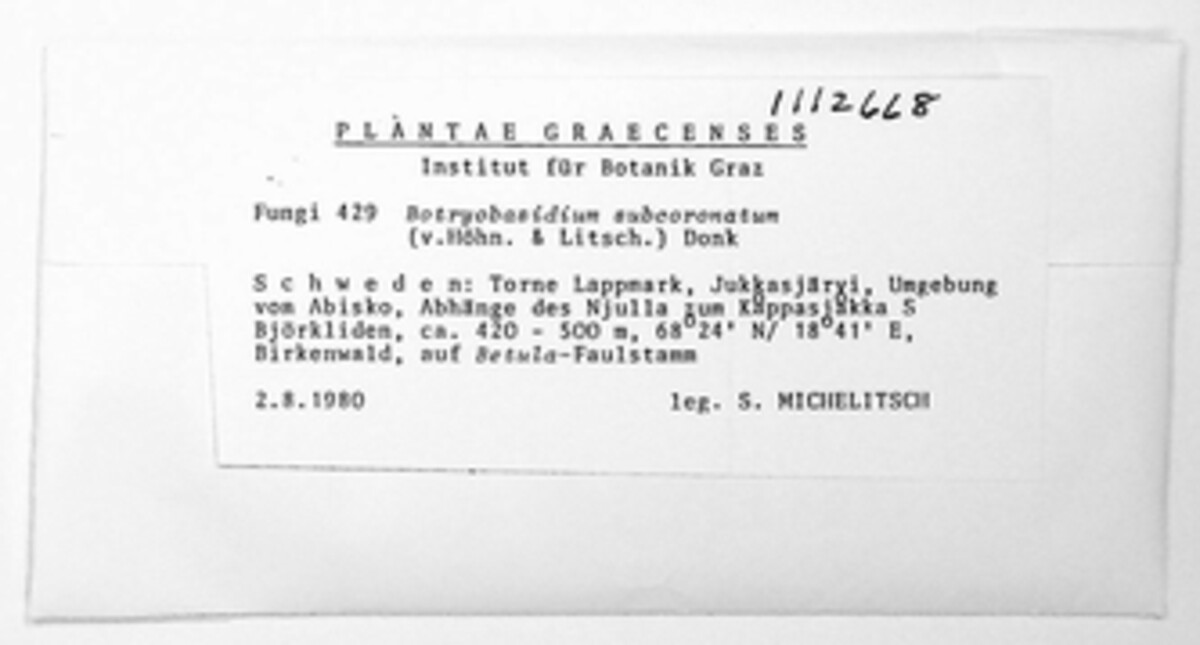 1112668
PLANTAE GRAECENSES
Institut für Botanik Graz
Fungi 429 Botryobasidium subcoronatum
(v.Höhn. & Litsch.) Donk
Schweden: Torne Lappmark, Jukkasjärvi, Umgebung
vom Abisko, Abhänge des Njulla zum Kåppasjåkka S
Björkliden, ca. 420 - 500 m, 68°24' N/ 18°41' E,
Birkenwald, auf Betula-Faulstamm
2.8.1980 leg. S. MICHELITSCH